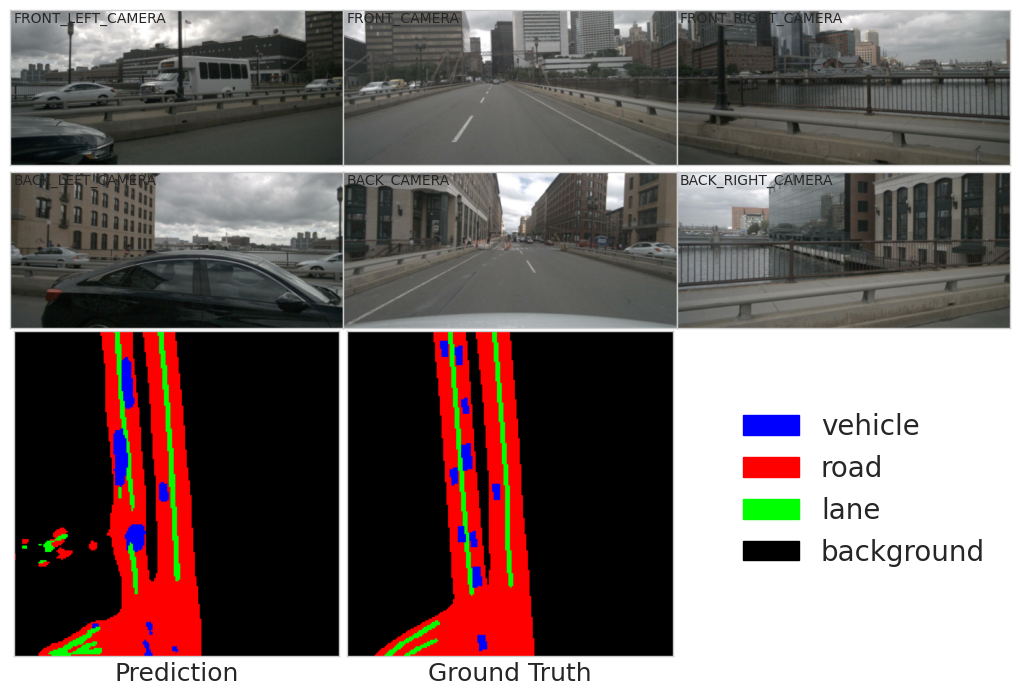 FRONT_LEFT_CAMERA
FRONT_CAMERA
FRONT_RIGHT_CAMERA
BACK_LEFT_CAMERA
BACK_CAMERA
BACK_RIGHT_CAMERA
vehicle
road
lane
background
Prediction
Ground Truth